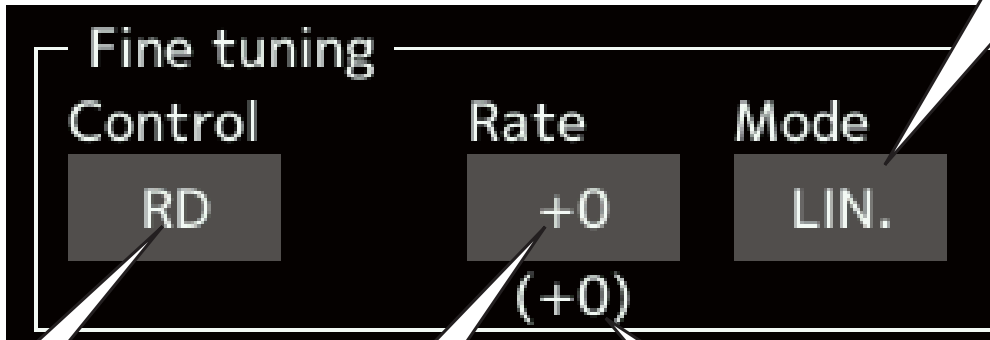 Fine tuning
Control Rate Mode
RD +0 LIN.
(+0)